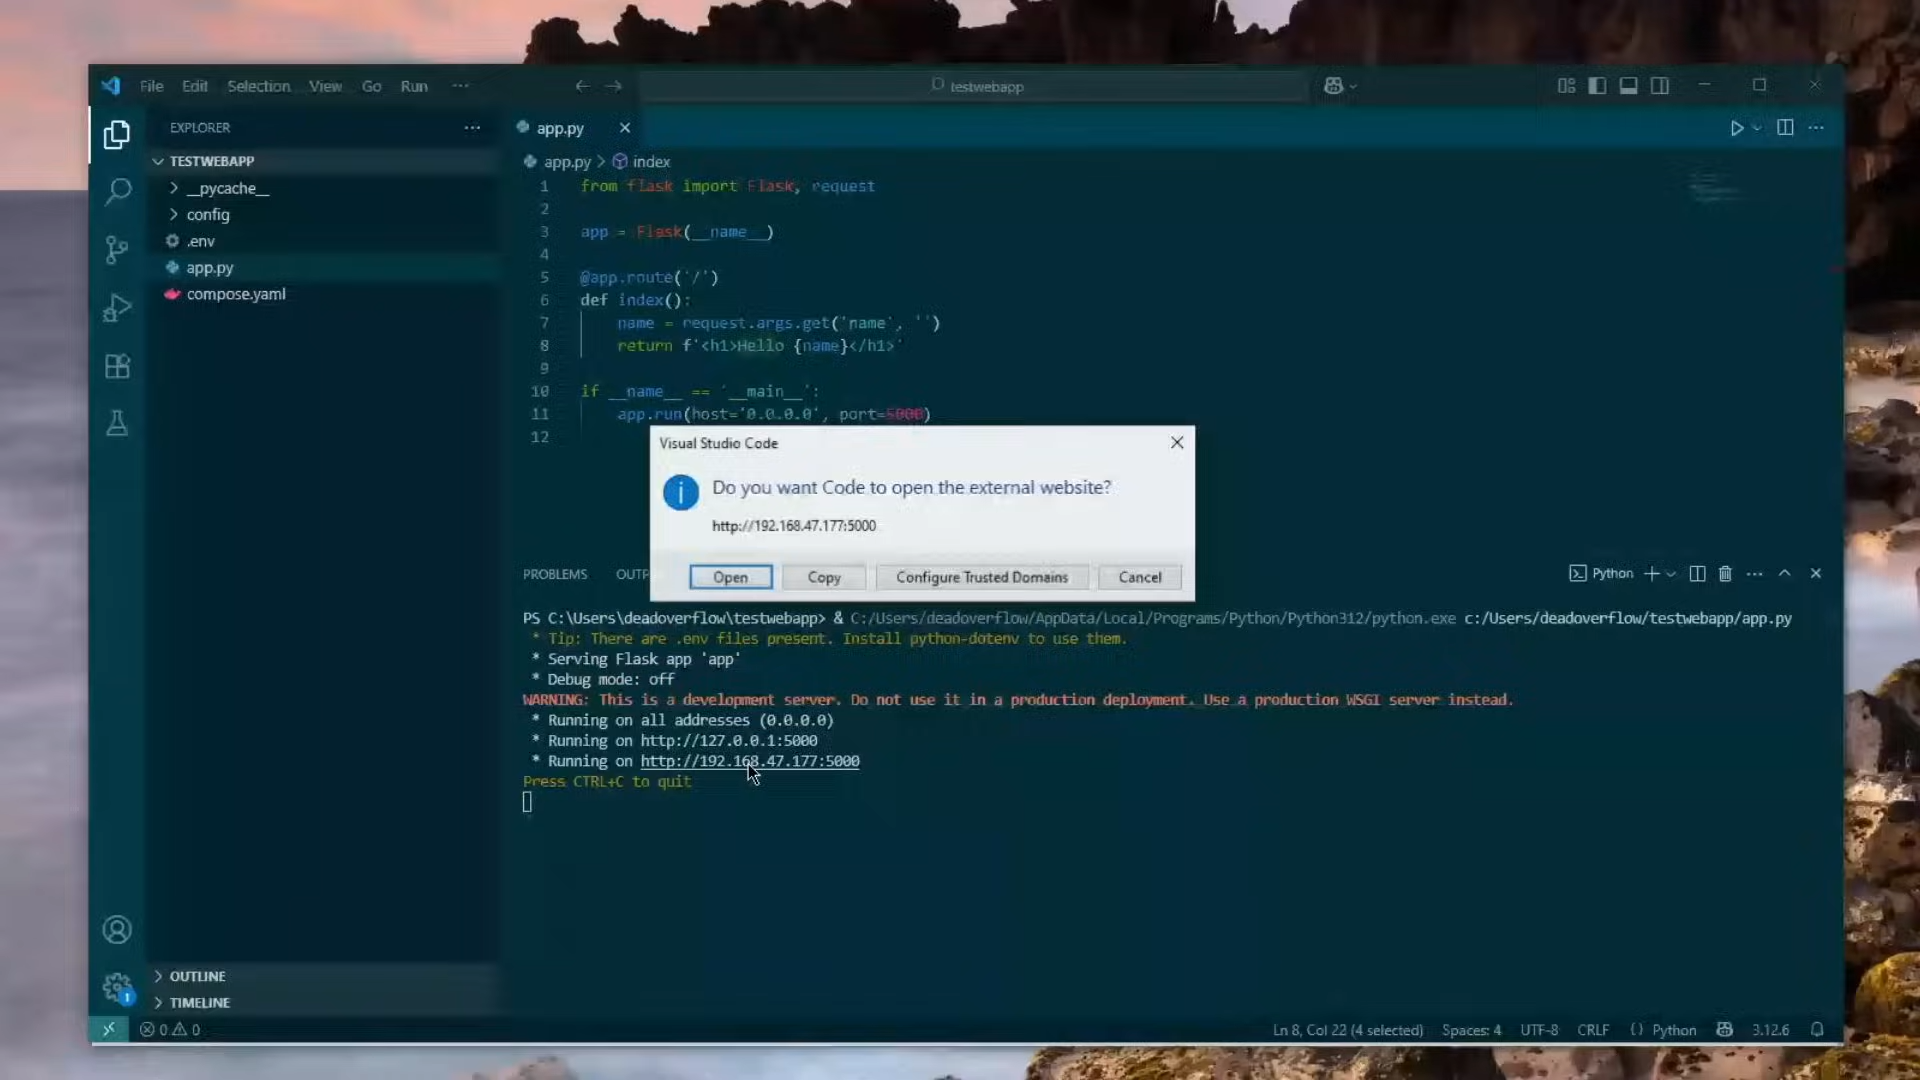 File Edit Selection View Go Run ···
testwebapp
EXPLORER ···
TESTWEBAPP
__pycache__
config
.env
app.py
compose.yaml
OUTLINE
TIMELINE
app.py
app.py > index
1 from flask import Flask, request
2
3 app = Flask(__name__)
4
5 @app.route('/')
6 def index():
7 name = request.args.get('name', '')
8 return f'<h1>Hello {name}</h1>'
9
10 if __name__ == '__main__':
11 app.run(host='0.0.0.0', port=5000)
12
Visual Studio Code
Do you want Code to open the external website?
http://192.168.47.177:5000
Open Copy Configure Trusted Domains Cancel
PROBLEMS OUTP
Python
PS C:\Users\deadoverflow\testwebapp> & C:/Users/deadoverflow/AppData/Local/Programs/Python/Python312/python.exe c:/Users/deadoverflow/testwebapp/app.py
* Tip: There are .env files present. Install python-dotenv to use them.
* Serving Flask app 'app'
* Debug mode: off
WARNING: This is a development server. Do not use it in a production deployment. Use a production WSGI server instead.
* Running on all addresses (0.0.0.0)
* Running on http://127.0.0.1:5000
* Running on http://192.168.47.177:5000
Press CTRL+C to quit
1
0 0
Ln 8, Col 22 (4 selected) Spaces: 4 UTF-8 CRLF {} Python 3.12.6